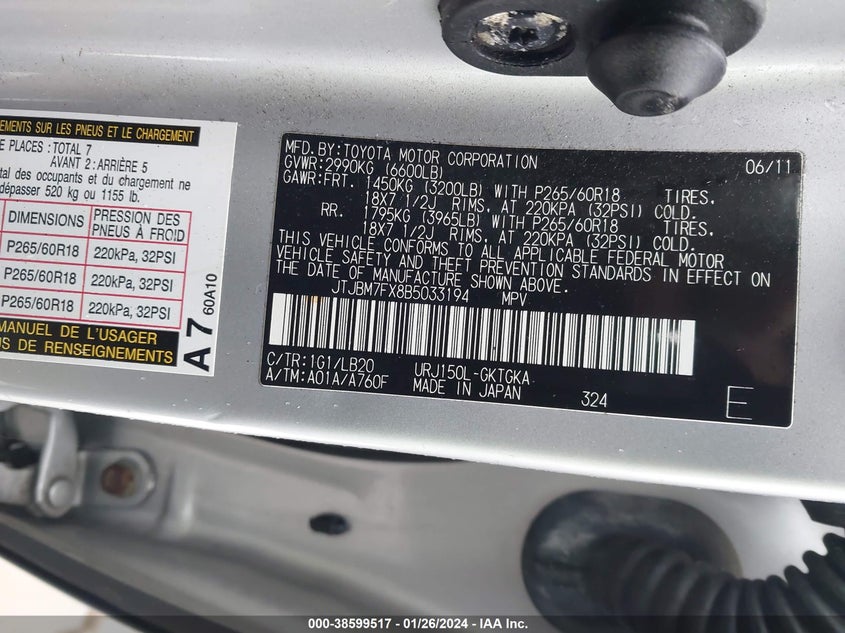 EMENTS SUR LES PNEUS ET LE CHARGEMENT
E PLACES : TOTAL 7
AVANT 2 : ARRIÈRE 5
tal des occupants et du chargement
dépasser 520 kg ou 1155 lb.
DIMENSIONS PRESSION DES PNEUS À FROID
P265/60R18 220kPa, 32PSI
P265/60R18 220kPa, 32PSI
P265/60R18 220kPa, 32PSI
MANUEL DE L'USAGER
US DE RENSEIGNEMENTS
A7 60A10
MFD.BY:TOYOTA MOTOR CORPORATION 06/11
GVWR:2990KG (6600LB)
GAWR:FRT. 1450KG (3200LB) WITH P265/60R18 TIRES.
18X7 1/2J RIMS, AT 220KPA (32PSI) COLD.
RR. 1795KG (3965LB) WITH P265/60R18 TIRES.
18X7 1/2J RIMS, AT 220KPA (32PSI) COLD.
THIS VEHICLE CONFORMS TO ALL APPLICABLE FEDERAL MOTOR
VEHICLE SAFETY AND THEFT PREVENTION STANDARDS IN EFFECT ON
THE DATE OF MANUFACTURE SHOWN ABOVE.
JTJBM7FX8B5033194 MPV
C/TR:1G1/LB20 URJ150L-GKTGKA
A/TM:A01A/A760F MADE IN JAPAN 324
E
000-38599517 - 01/26/2024 - IAA Inc.